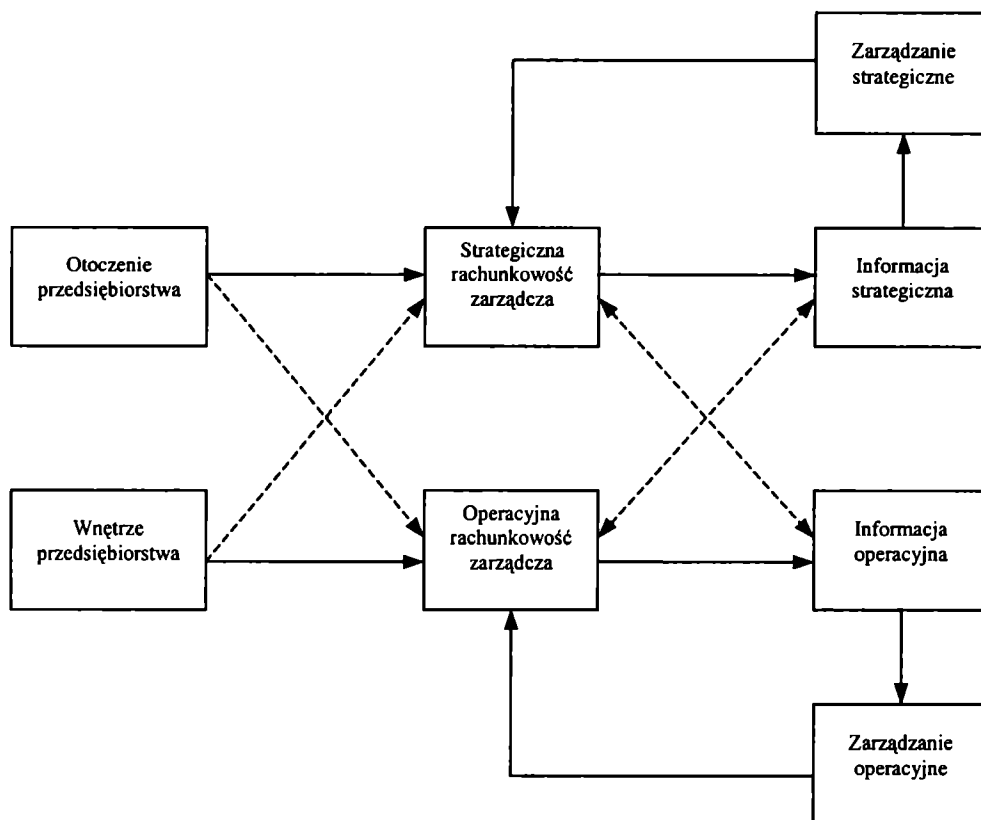 Zarządzanie
strategiczne
Otoczenie
przedsiębiorstwa
Strategiczna
rachunkowość
zarządcza
Informacja
strategiczna
Wnętrze
przedsiębiorstwa
Operacyjna
rachunkowość
zarządcza
Informacja
operacyjna
Zarządzanie
operacyjne